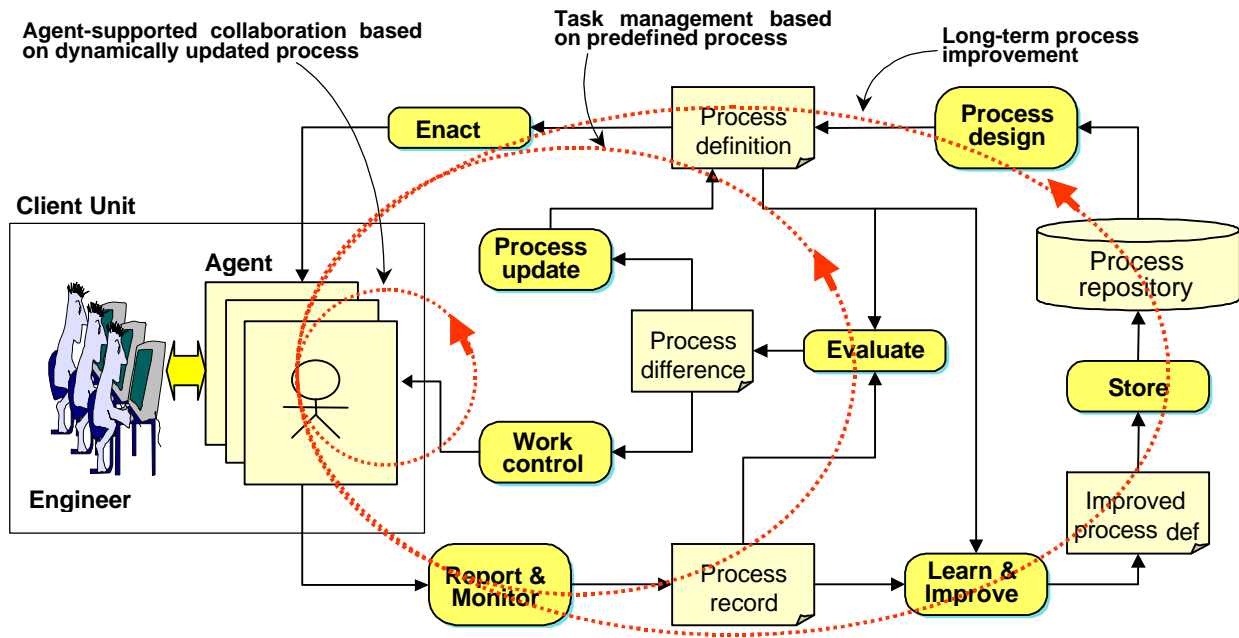 Agent-supported collaboration based
on dynamically updated process
Task management based
on predefined process
Long-term process
improvement
Enact
Process
definition
Process
design
Client Unit
Agent
Process
update
Process
repository
Process
difference
Evaluate
Store
Work
control
Engineer
Improved
process def
Report &
Monitor
Process
record
Learn &
Improve